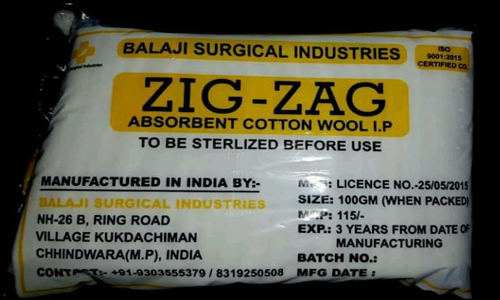 BALAJI SURGICAL INDUSTRIES
ISO
9001:2015
CERTIFIED CO.
ZIG-ZAG
ABSORBENT COTTON WOOL I.P
TO BE STERLIZED BEFORE USE
MANUFACTURED IN INDIA BY:-
BALAJI SURGICAL INDUSTRIES
NH-26 B, RING ROAD
VILLAGE KUKDACHIMAN
CHHINDWARA(M.P), INDIA
+91-9303555379 / 8319250508
LICENCE NO.-25/05/2015
SIZE: 100GM (WHEN PACKED)
115/-
EXP.: 3 YEARS FROM DATE OF
MANUFACTURING
BATCH NO.:
MFG DATE :